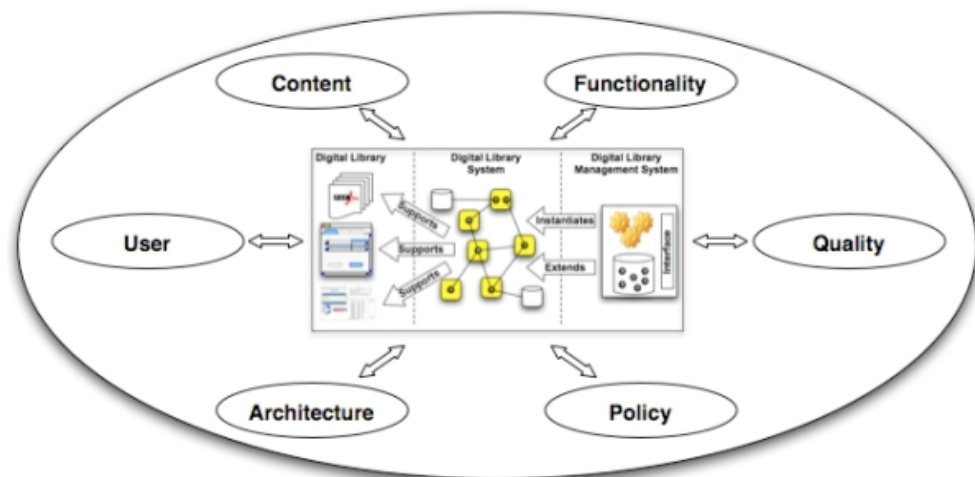 Content
Functionality
Digital Library
Digital Library
System
Digital Library
Management System
Supports
Instantiates
User
Supports
Interface
Quality
Supports
Extends
Architecture
Policy